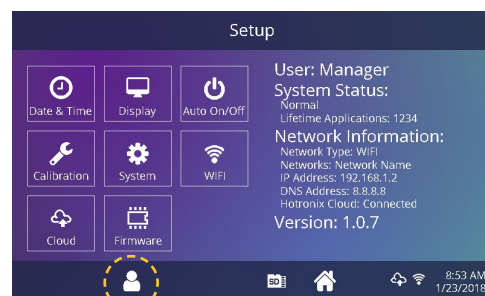 Setup
Date & Time
Display
Auto On/Off
Calibration
System
WIFI
Cloud
Firmware
User: Manager
System Status:
Normal
Lifetime Applications: 1234
Network Information:
Network Type: WIFI
Networks: Network Name
IP Address: 192.168.1.2
DNS Address: 8.8.8.8
Hotronix Cloud: Connected
Version: 1.0.7
SD
8:53 AM
1/23/2018